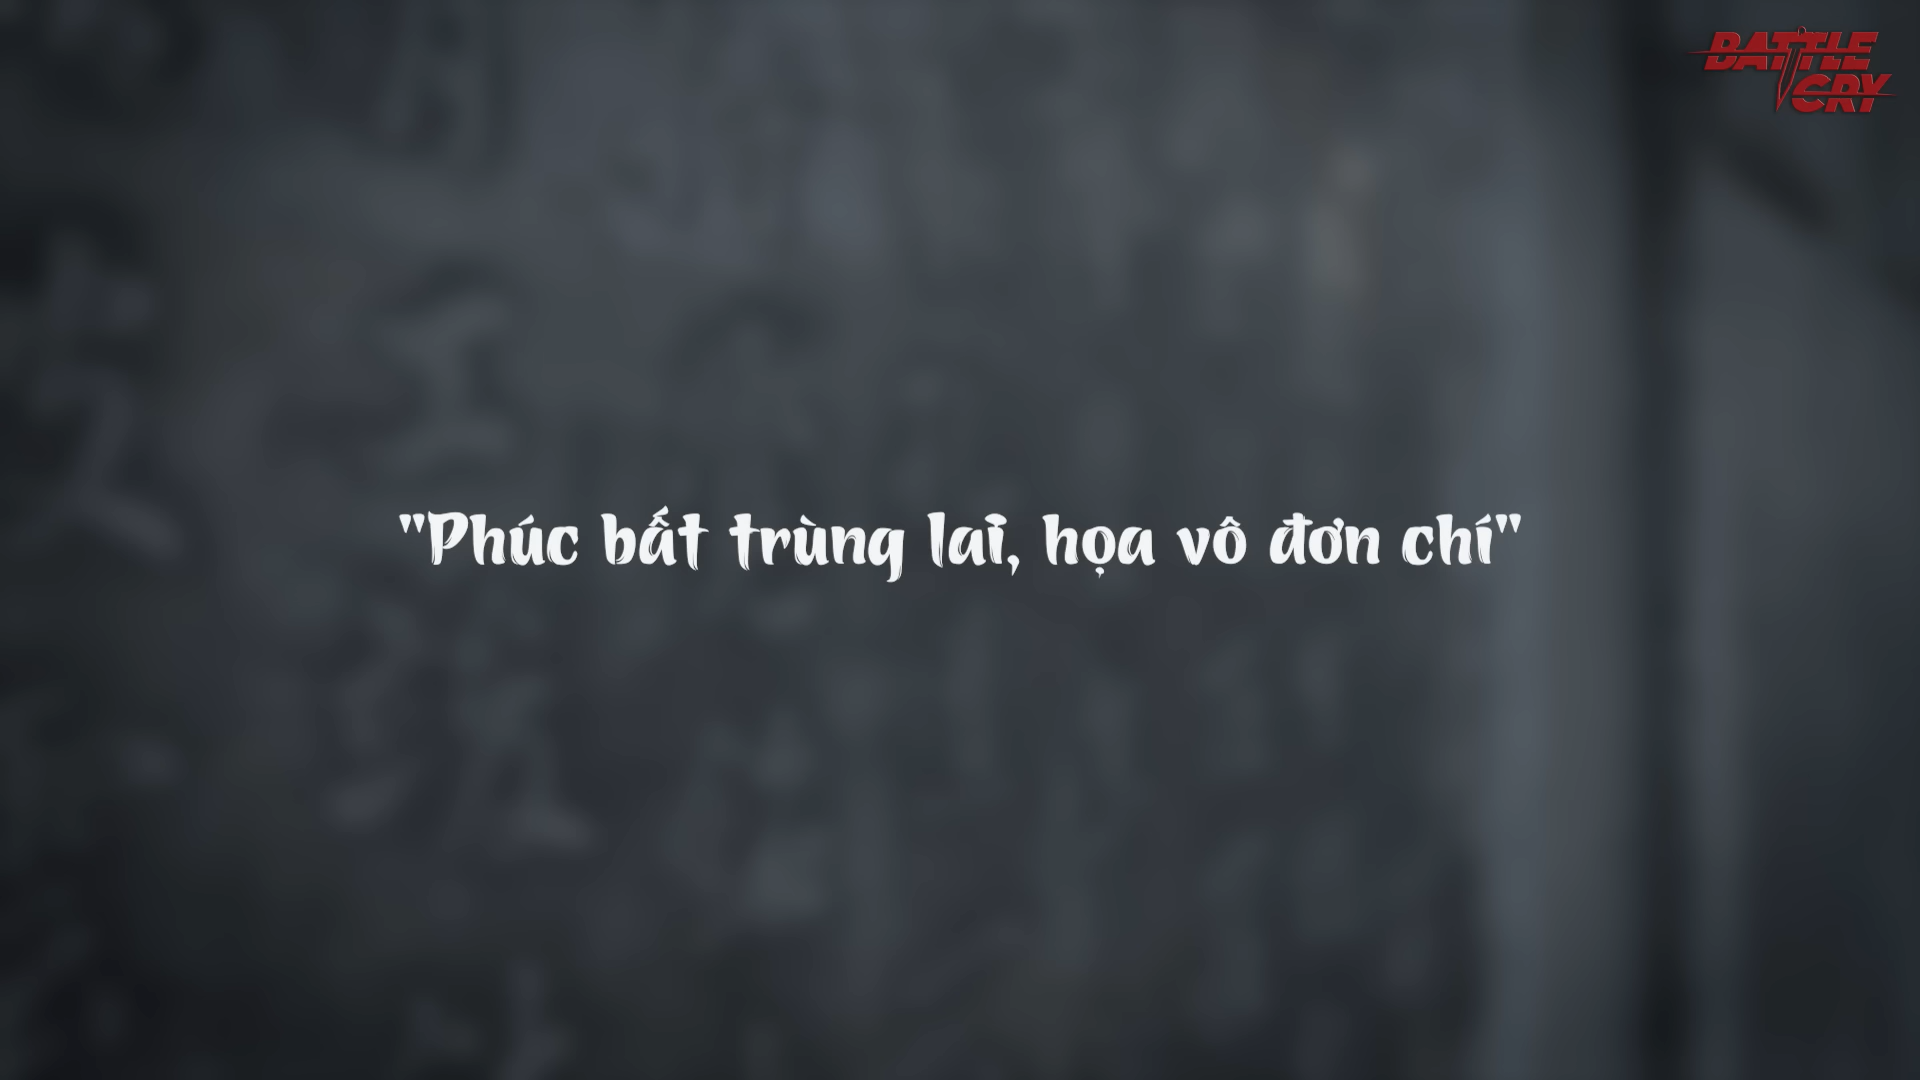 BATTLE
CRY
"Phúc bất trùng lai, họa vô đơn chí"